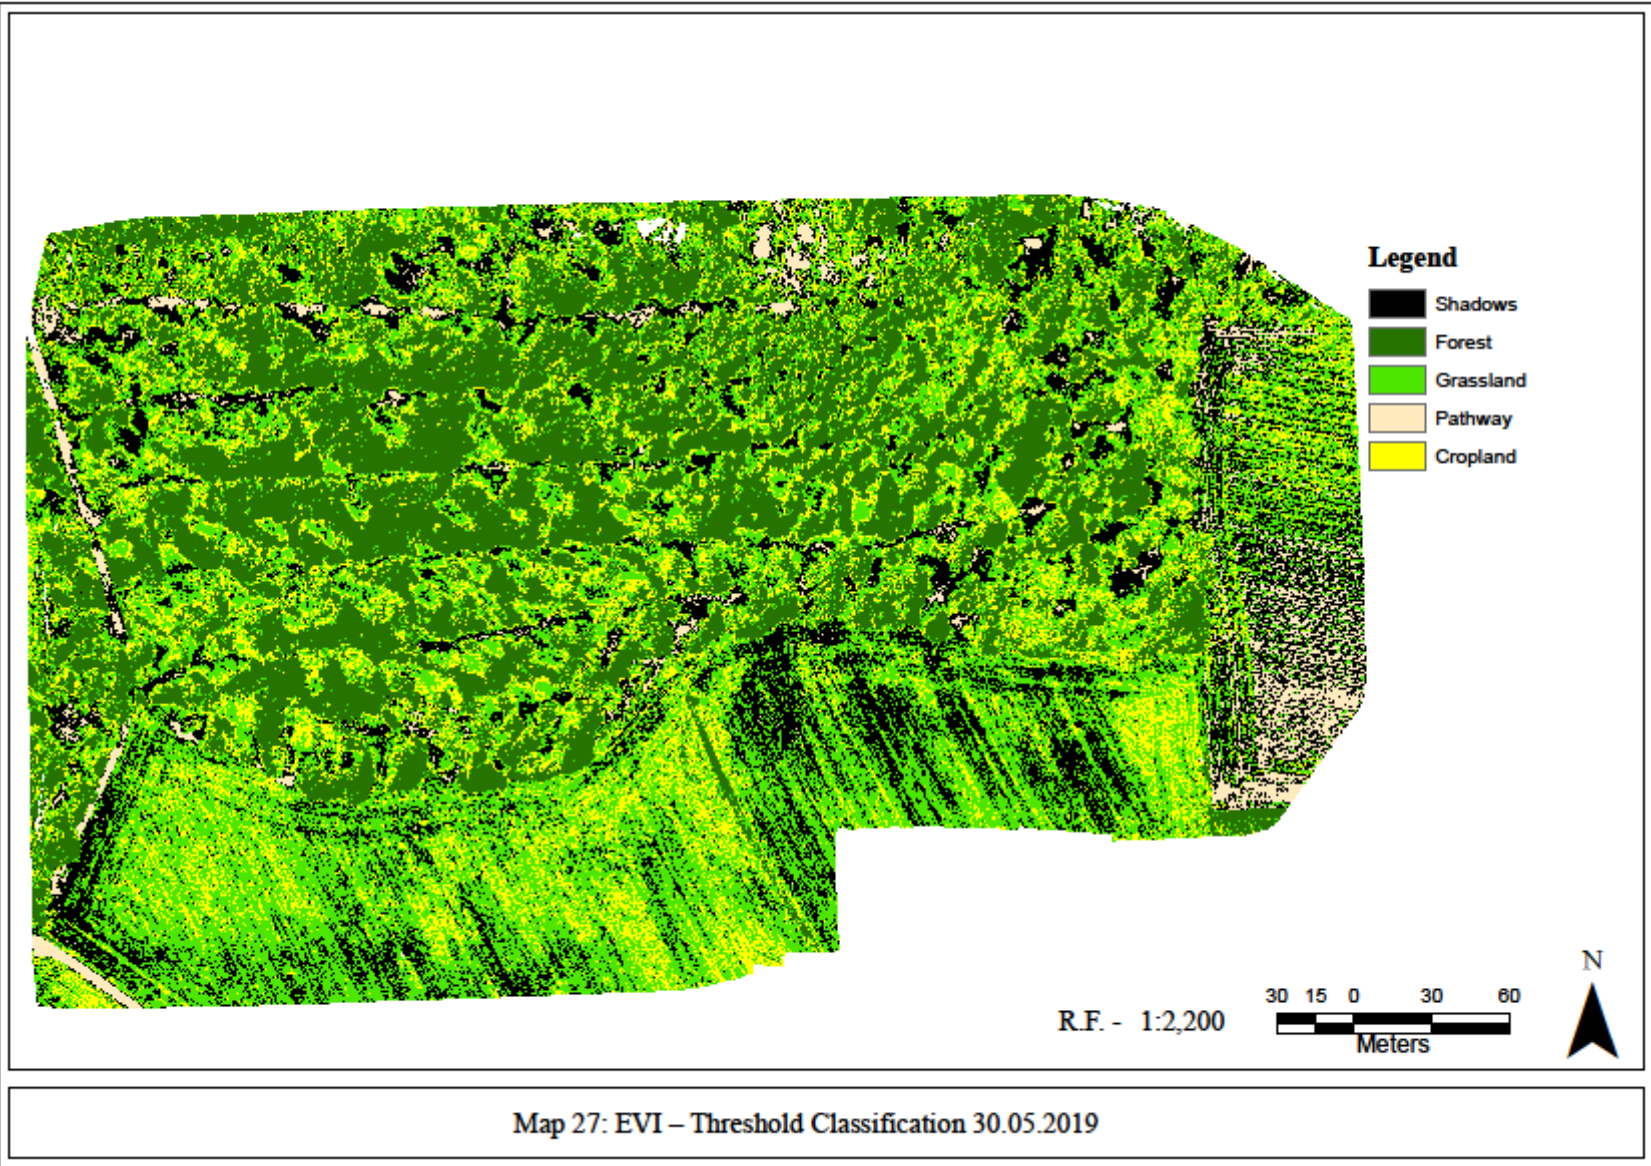 Legend
Shadows
Forest
Grassland
Pathway
Cropland
N
30 15 0 30 60
R.F. - 1:2,200
Meters
Map 27: EVI – Threshold Classification 30.05.2019